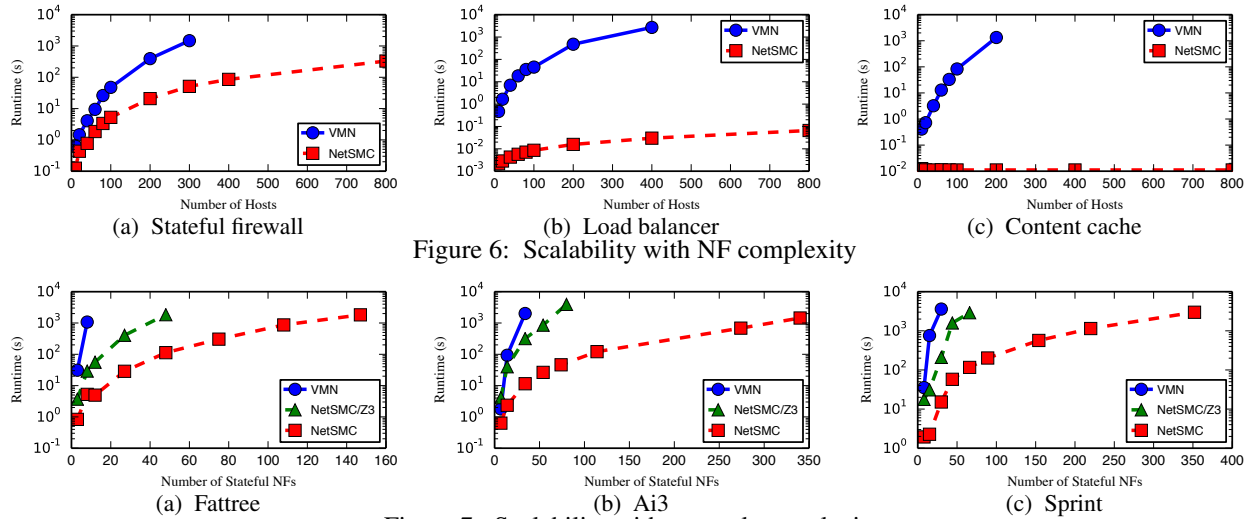 10^4
10^3
10^2
10^1
10^0
10^-1
Runtime (s)
VMN
NetSMC
0 100 200 300 400 500 600 700 800
Number of Hosts
(a) Stateful firewall
10^4
10^3
10^2
10^1
10^0
10^-1
10^-2
10^-3
Runtime (s)
VMN
NetSMC
0 100 200 300 400 500 600 700 800
Number of Hosts
(b) Load balancer
10^4
10^3
10^2
10^1
10^0
10^-1
10^-2
Runtime (s)
VMN
NetSMC
0 100 200 300 400 500 600 700 800
Number of Hosts
(c) Content cache
Figure 6: Scalability with NF complexity
10^4
10^3
10^2
10^1
10^0
10^-1
Runtime (s)
VMN
NetSMC/Z3
NetSMC
0 20 40 60 80 100 120 140 160
Number of Stateful NFs
(a) Fattree
10^4
10^3
10^2
10^1
10^0
10^-1
Runtime (s)
VMN
NetSMC/Z3
NetSMC
0 50 100 150 200 250 300 350
Number of Stateful NFs
(b) Ai3
10^4
10^3
10^2
10^1
10^0
Runtime (s)
VMN
NetSMC/Z3
NetSMC
0 50 100 150 200 250 300 350 400
Number of Stateful NFs
(c) Sprint